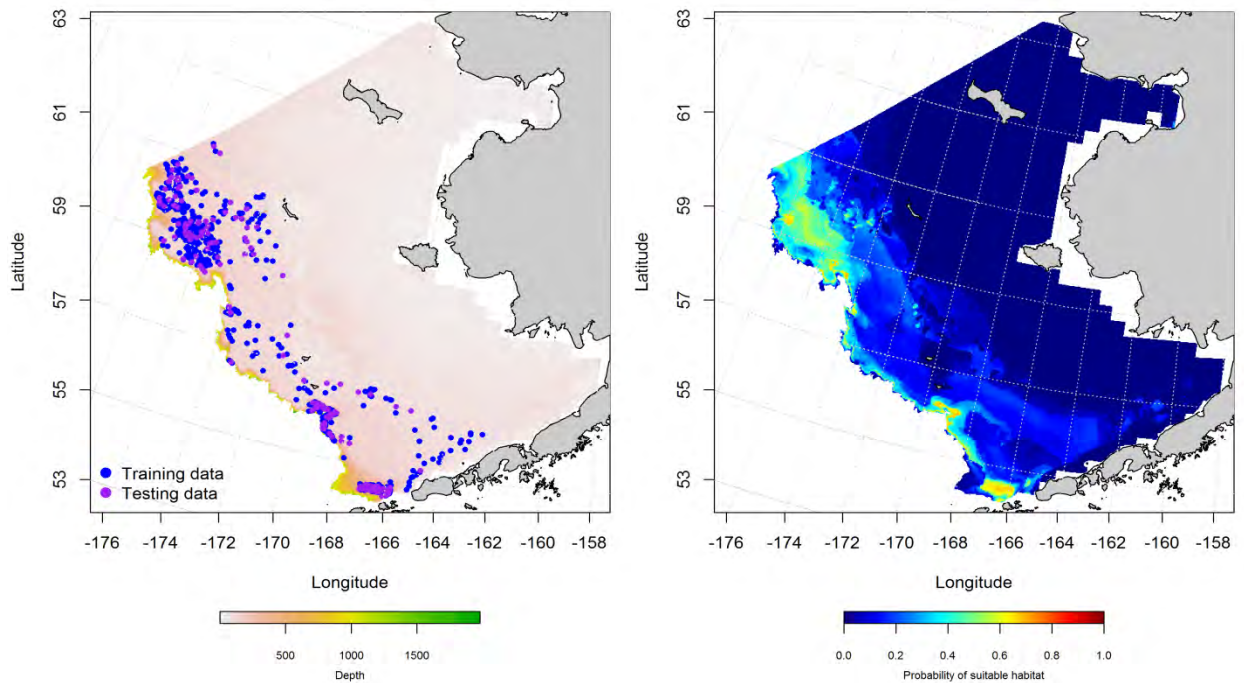 63
61
59
57
55
53
Latitude
Training data
Testing data
-176 -174 -172 -170 -168 -166 -164 -162 -160 -158
Longitude
500 1000 1500
Depth
63
61
59
57
55
53
Latitude
-176 -174 -172 -170 -168 -166 -164 -162 -160 -158
Longitude
0.0 0.2 0.4 0.6 0.8 1.0
Probability of suitable habitat